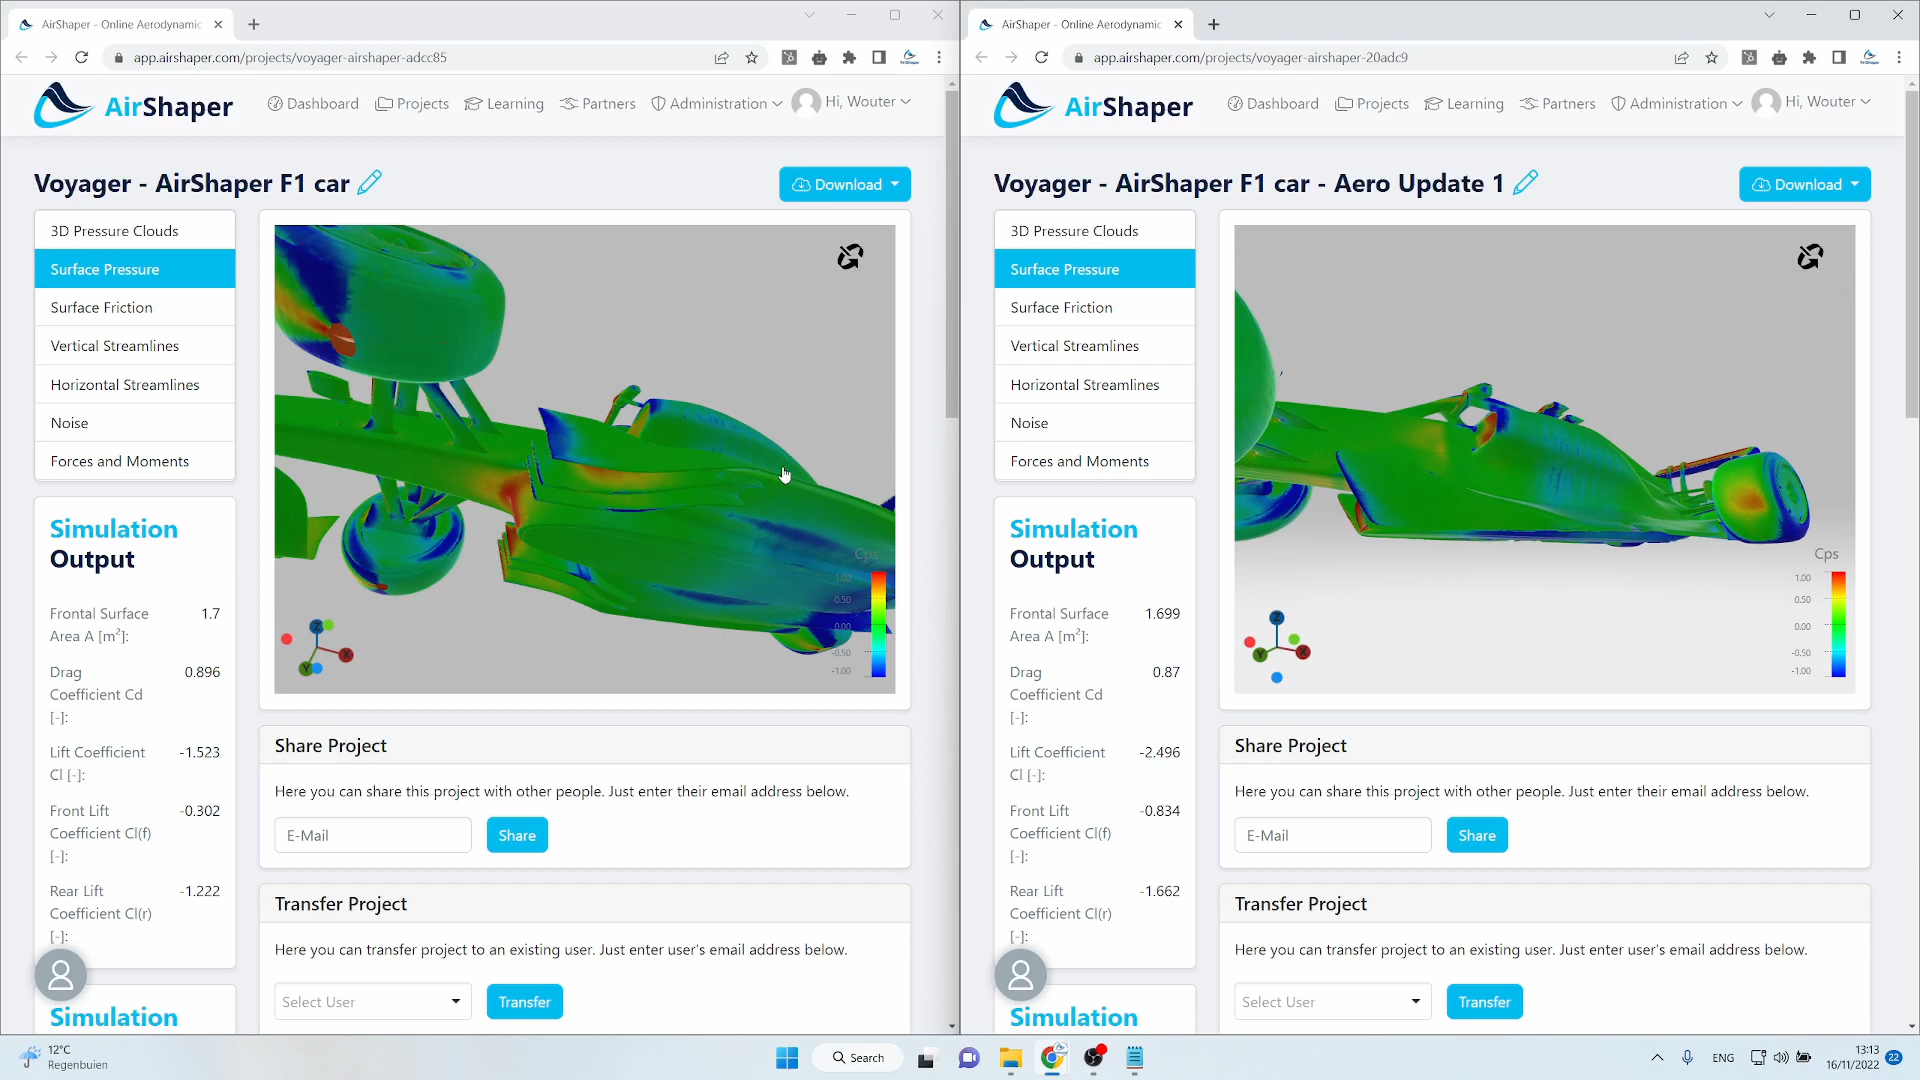 AirShaper - Online Aerodynamic
app.airshaper.com/projects/voyager-airshaper-adcc85
AirShaper
Dashboard
Projects
Learning
Partners
Administration
Hi, Wouter
Voyager - AirShaper F1 car
Download
3D Pressure Clouds
Surface Pressure
Surface Friction
Vertical Streamlines
Horizontal Streamlines
Noise
Forces and Moments
Cps
1.00
0.50
0.00
-0.50
-1.00
Z
Y
X
Simulation
Output
Frontal Surface 1.7
Area A [m²]:
Drag 0.896
Coefficient Cd
[-]:
Lift Coefficient -1.523
Cl [-]:
Front Lift -0.302
Coefficient Cl(f)
[-]:
Rear Lift -1.222
Coefficient Cl(r)
[-]:
Simulation
Share Project
Here you can share this project with other people. Just enter their email address below.
E-Mail
Share
Transfer Project
Here you can transfer project to an existing user. Just enter user's email address below.
Select User
Transfer
AirShaper - Online Aerodynamic
app.airshaper.com/projects/voyager-airshaper-20adc9
AirShaper
Dashboard
Projects
Learning
Partners
Administration
Hi, Wouter
Voyager - AirShaper F1 car - Aero Update 1
Download
3D Pressure Clouds
Surface Pressure
Surface Friction
Vertical Streamlines
Horizontal Streamlines
Noise
Forces and Moments
Cps
1.00
0.50
0.00
-0.50
-1.00
Z
Y
X
Simulation
Output
Frontal Surface 1.699
Area A [m²]:
Drag 0.87
Coefficient Cd
[-]:
Lift Coefficient -2.496
Cl [-]:
Front Lift -0.834
Coefficient Cl(f)
[-]:
Rear Lift -1.662
Coefficient Cl(r)
[-]:
Simulation
Share Project
Here you can share this project with other people. Just enter their email address below.
E-Mail
Share
Transfer Project
Here you can transfer project to an existing user. Just enter user's email address below.
Select User
Transfer
12°C
Regenbuien
Search
ENG
13:13
16/11/2022
22